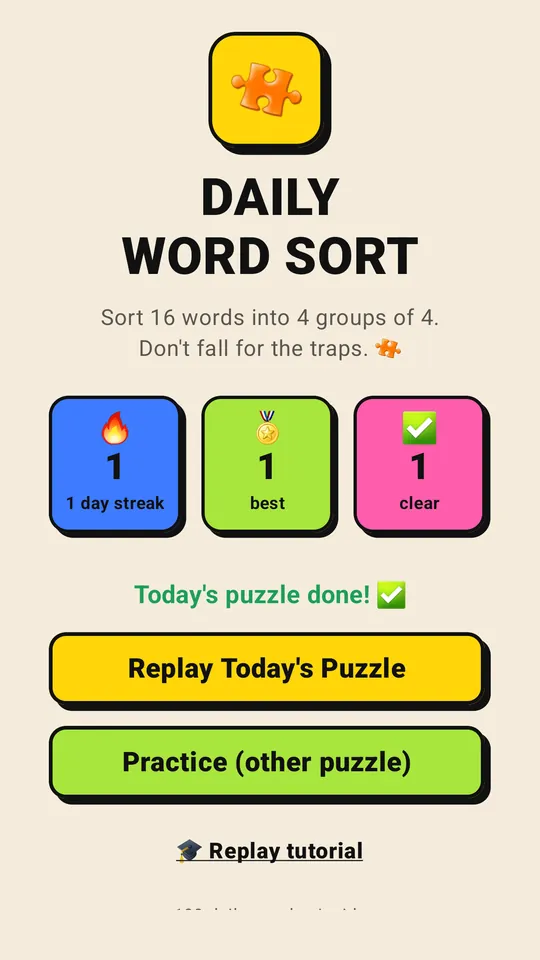 DAILY
WORD SORT
Sort 16 words into 4 groups of 4.
Don't fall for the traps. 🧩
1
1 day streak
1
best
1
clear
Today's puzzle done! ✅
Replay Today's Puzzle
Practice (other puzzle)
🎓 Replay tutorial